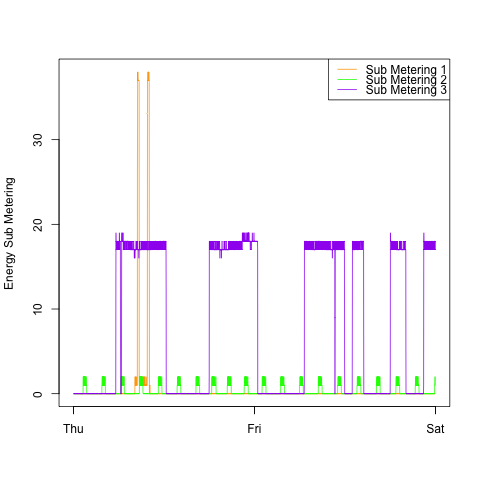 Sub Metering 1
Sub Metering 2
Sub Metering 3
Energy Sub Metering
30
20
10
0
Thu Fri Sat